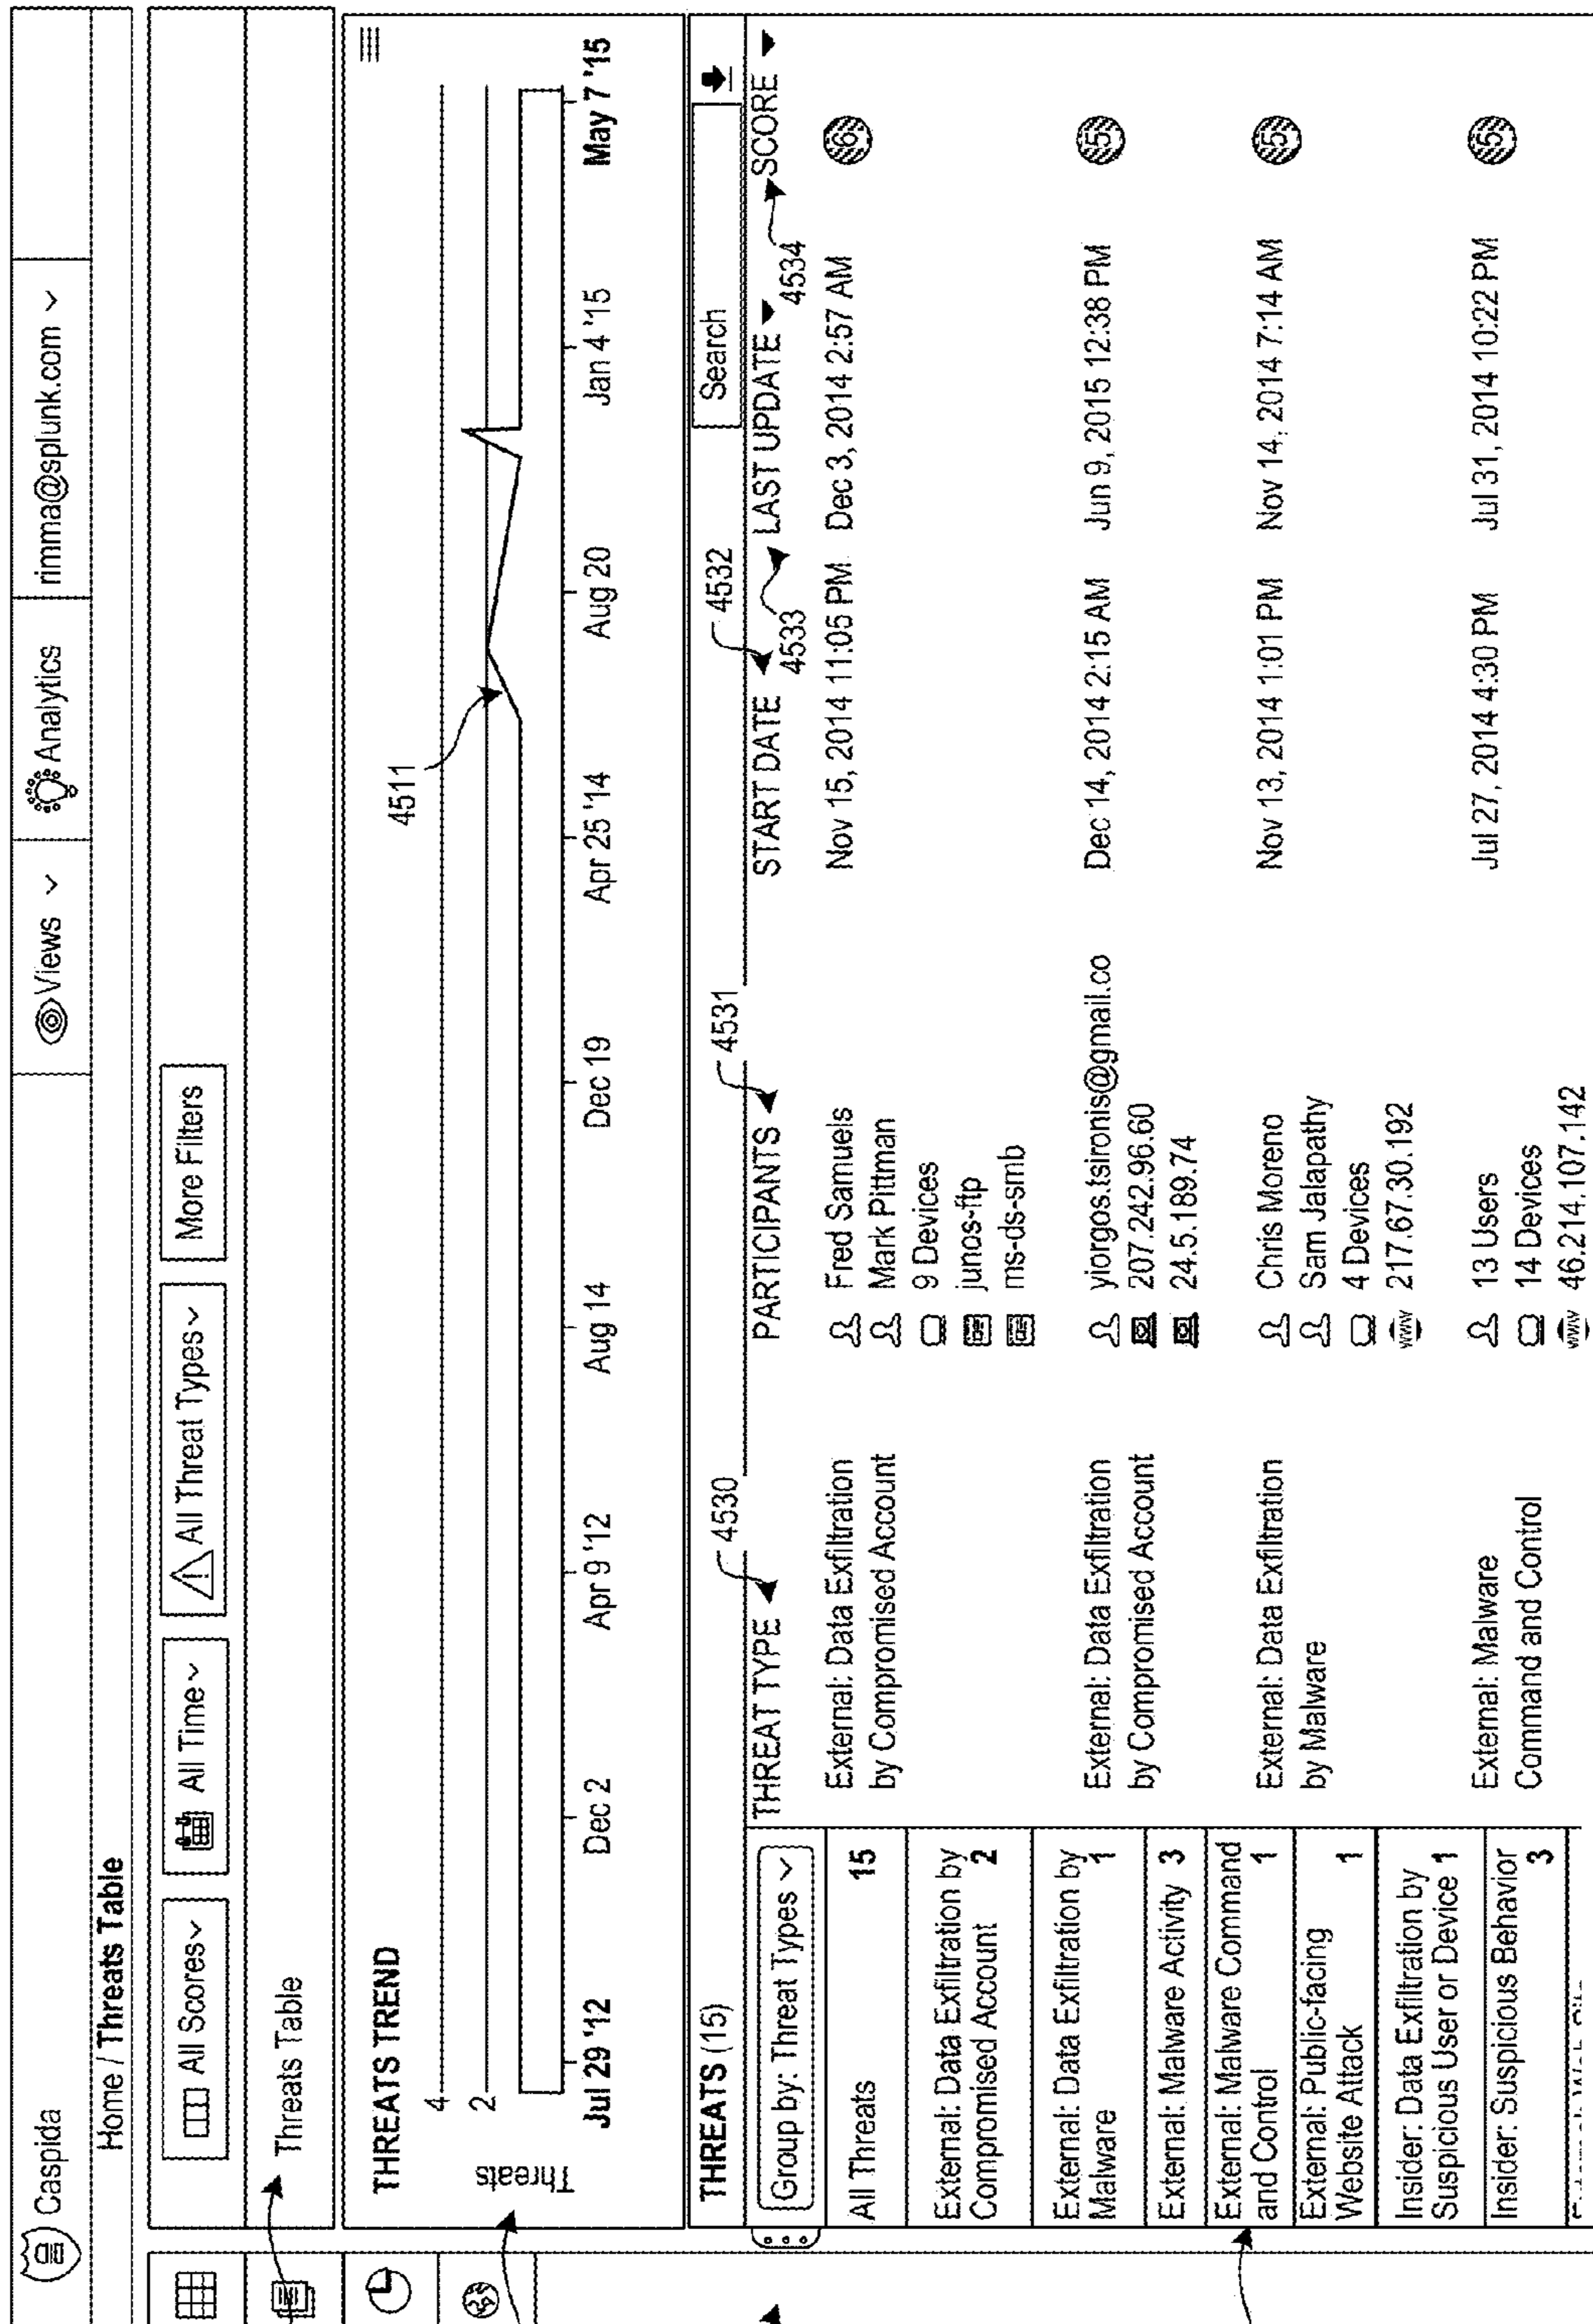 Caspida
Views
Analytics
rimma@splunk.com
Home / Threats Table
All Scores
All Time
All Threat Types
More Filters
Threats Table
THREATS TREND
4511
Threats
4
2
Jul 29 '12
Dec 2
Apr 9 '12
Aug 14
Dec 19
Apr 25 '14
Aug 20
Jan 4 '15
May 7 '15
THREATS (15)
4530
4531
4532
Search
Group by: Threat Types
THREAT TYPE
PARTICIPANTS
START DATE
LAST UPDATE
SCORE
4533
4534
All Threats 15
External: Data Exfiltration by
Compromised Account 2
External: Data Exfiltration by
Malware 1
External: Malware Activity 3
External: Malware Command
and Control 1
External: Public-facing
Website Attack 1
Insider: Data Exfiltration by
Suspicious User or Device 1
Insider: Suspicious Behavior
3
External: Data Exfiltration
by Compromised Account
Fred Samuels
Mark Pittman
9 Devices
junos-ftp
ms-ds-smb
Nov 15, 2014 11:05 PM
Dec 3, 2014 2:57 AM
6
External: Data Exfiltration
by Compromised Account
yiorgos.tsironis@gmail.co
207.242.96.60
24.5.189.74
Dec 14, 2014 2:15 AM
Jun 9, 2015 12:38 PM
5
External: Data Exfiltration
by Malware
Chris Moreno
Sam Jalapathy
4 Devices
www 217.67.30.192
Nov 13, 2014 1:01 PM
Nov 14, 2014 7:14 AM
5
External: Malware
Command and Control
13 Users
14 Devices
www 46.214.107.142
Jul 27, 2014 4:30 PM
Jul 31, 2014 10:22 PM
5